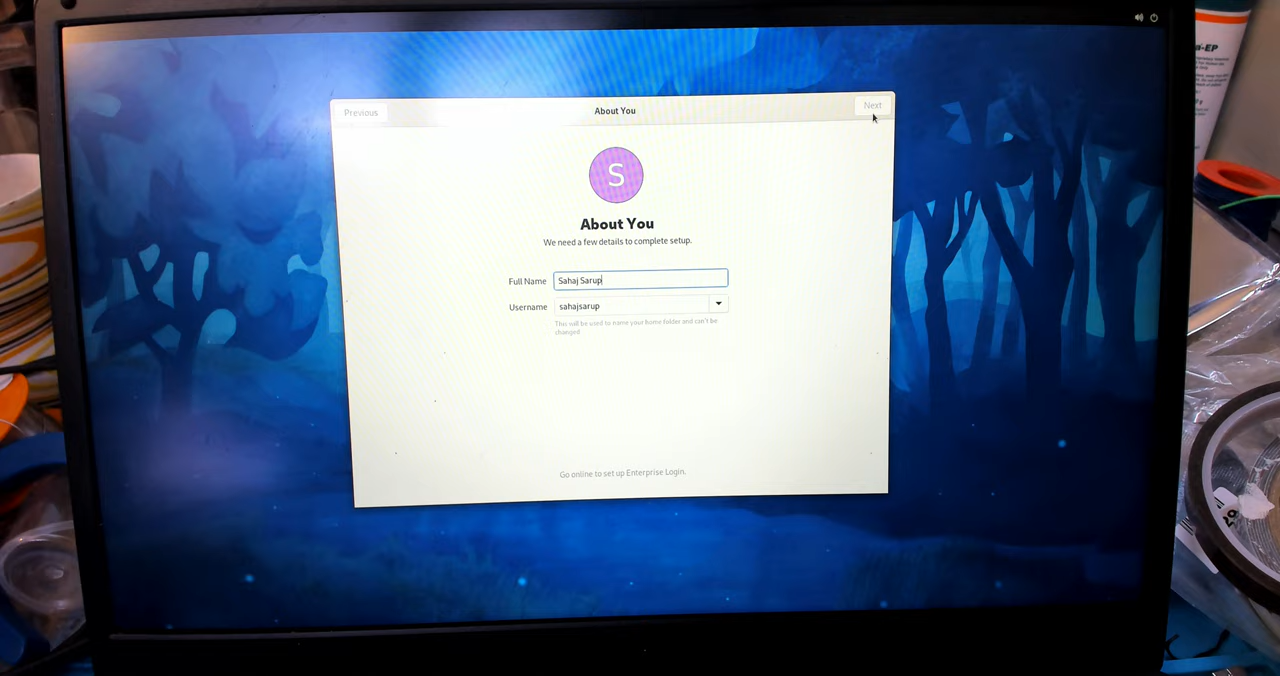 Previous
About You
Next
S
About You
We need a few details to complete setup.
Full Name Sahaj Sarup
Username sahajsarup
This will be used to name your home folder and can't be
changed
Go online to set up Enterprise Login.
-EP
29